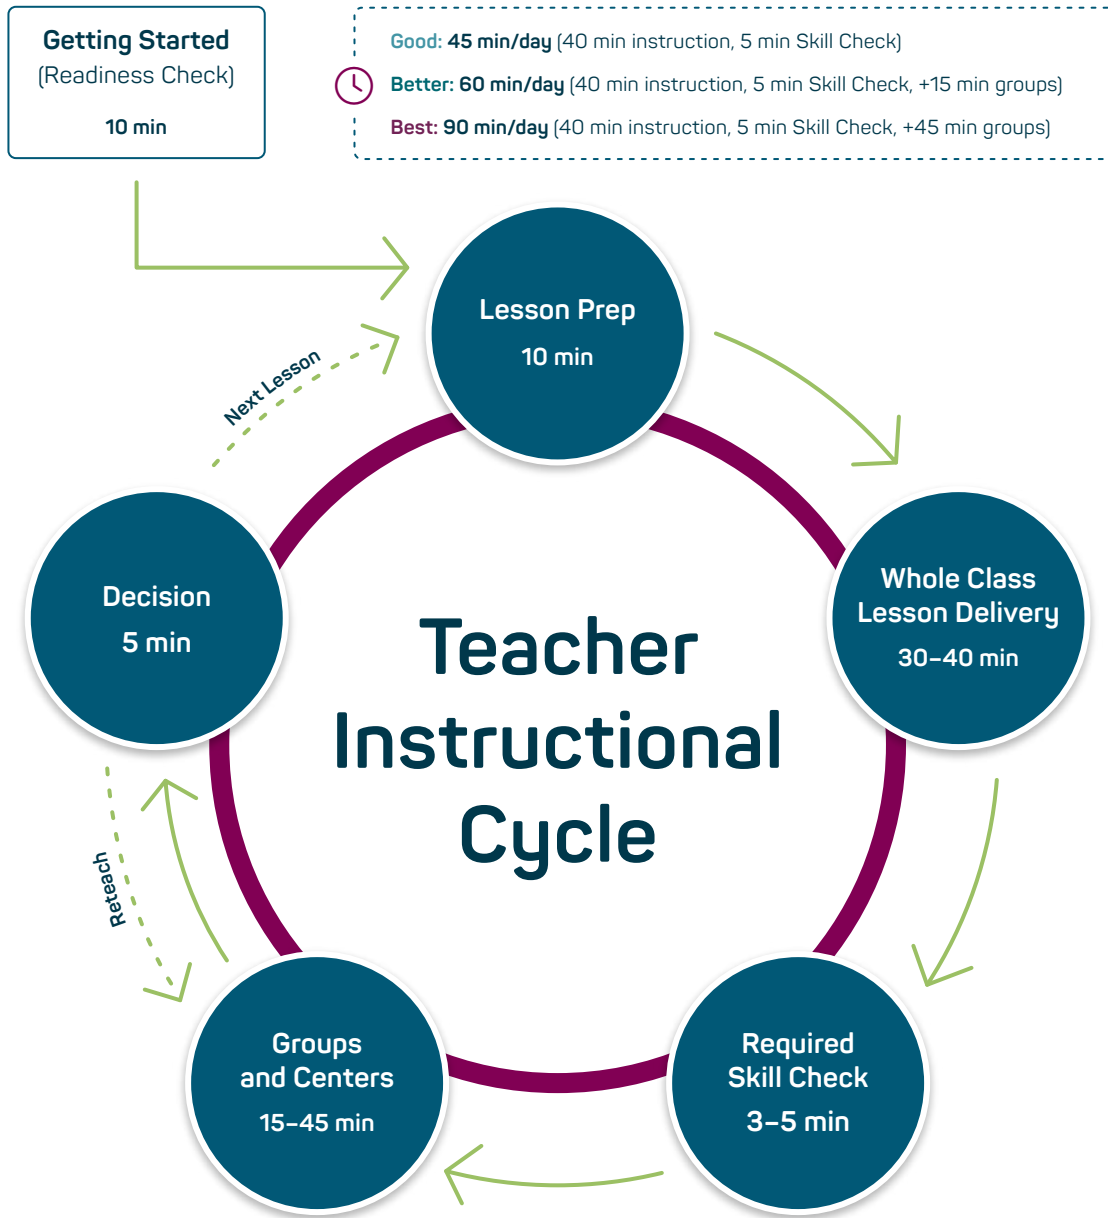 Getting Started
(Readiness Check)
10 min
Good: 45 min/day (40 min instruction, 5 min Skill Check)
Better: 60 min/day (40 min instruction, 5 min Skill Check, +15 min groups)
Best: 90 min/day (40 min instruction, 5 min Skill Check, +45 min groups)
Lesson Prep
10 min
Next Lesson
Whole Class
Lesson Delivery
30–40 min
Decision
5 min
Teacher
Instructional
Cycle
Reteach
Required
Skill Check
3–5 min
Groups
and Centers
15–45 min